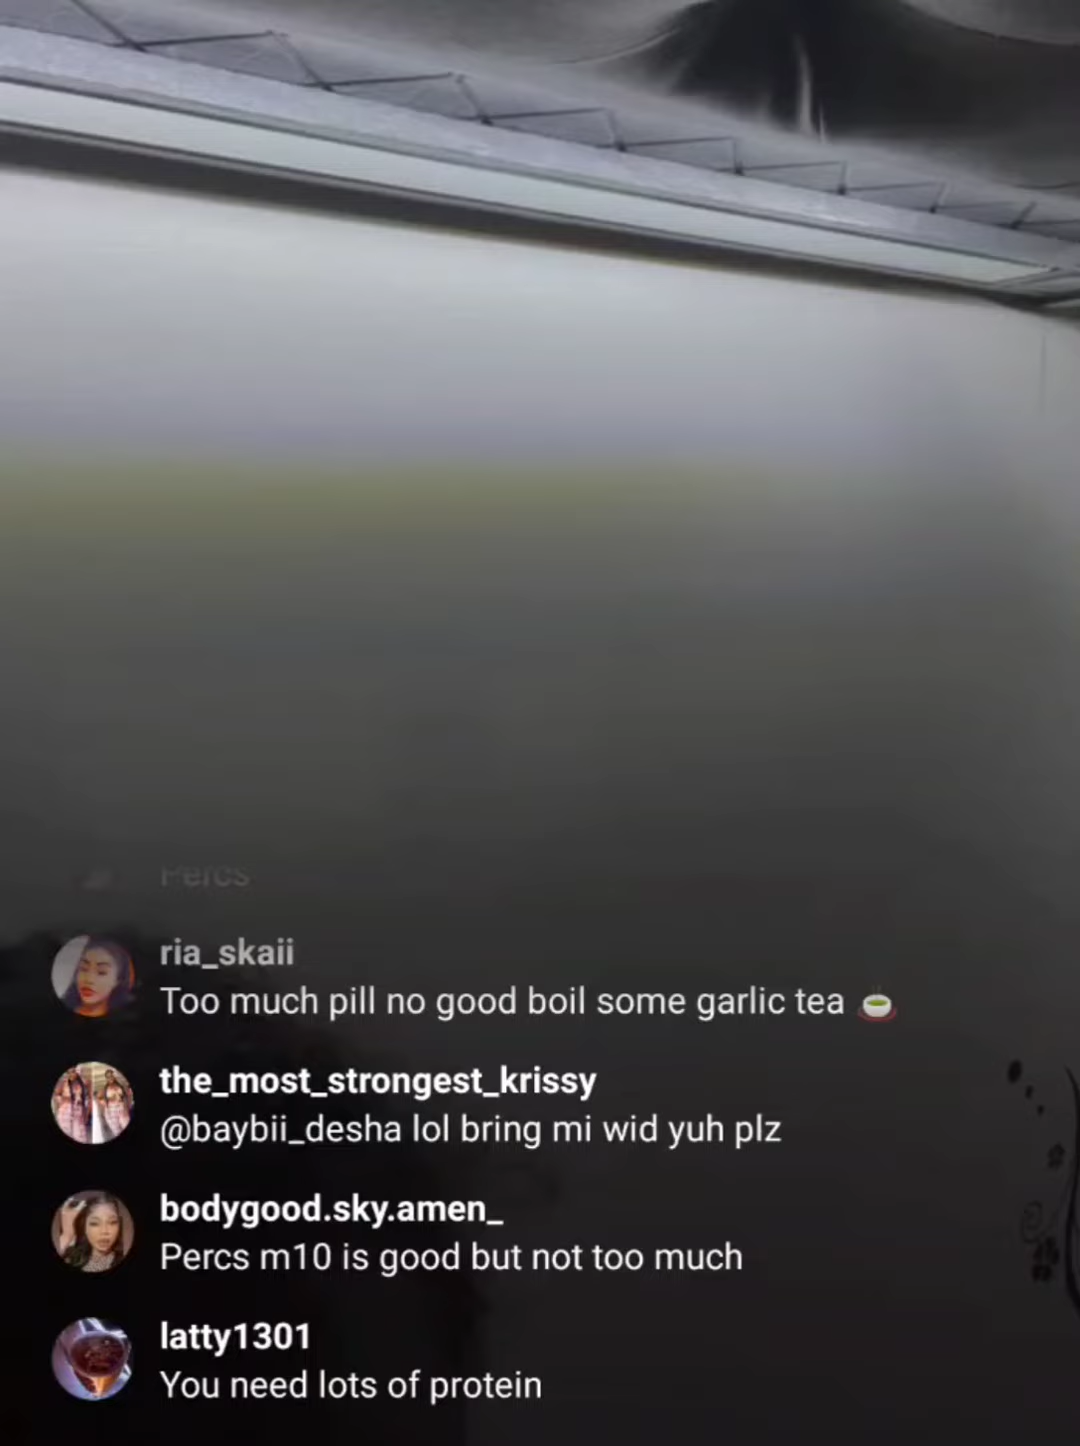 Percs
ria_skaii
Too much pill no good boil some garlic tea 🍵
the_most_strongest_krissy
@baybii_desha lol bring mi wid yuh plz
bodygood.sky.amen_
Percs m10 is good but not too much
latty1301
You need lots of protein